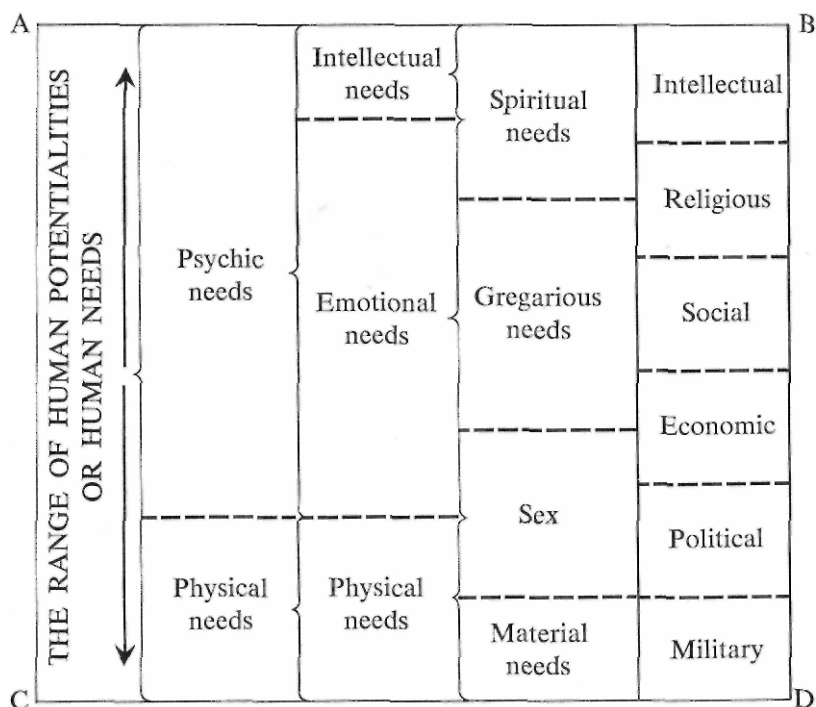 A
B
THE RANGE OF HUMAN POTENTIALITIES
OR HUMAN NEEDS
Psychic
needs
Physical
needs
Intellectual
needs
Emotional
needs
Physical
needs
Spiritual
needs
Gregarious
needs
Sex
Material
needs
Intellectual
Religious
Social
Economic
Political
Military
C
D